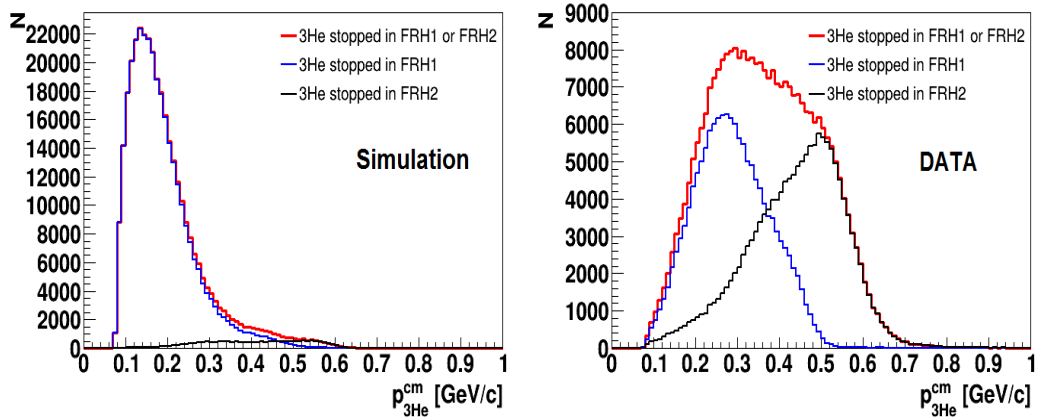 N
22000
20000
18000
16000
14000
12000
10000
8000
6000
4000
2000
0
3He stopped in FRH1 or FRH2
3He stopped in FRH1
3He stopped in FRH2
Simulation
0 0.1 0.2 0.3 0.4 0.5 0.6 0.7 0.8 0.9 1
p^cm_3He [GeV/c]
N
9000
8000
7000
6000
5000
4000
3000
2000
1000
0
3He stopped in FRH1 or FRH2
3He stopped in FRH1
3He stopped in FRH2
DATA
0 0.1 0.2 0.3 0.4 0.5 0.6 0.7 0.8 0.9 1
p^cm_3He [GeV/c]